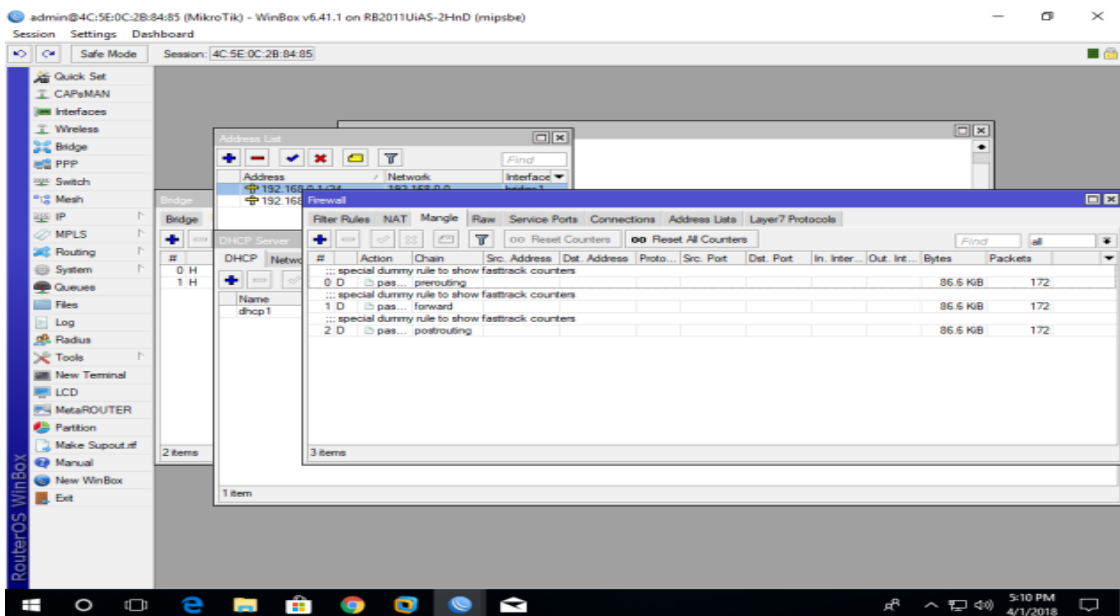 admin@4C:5E:0C:2B:84:85 (MikroTik) - WinBox v6.41.1 on RB2011UiAS-2HnD (mipsbe)
Session Settings Dashboard
Safe Mode Session: 4C:5E:0C:2B:84:85
Quick Set
CAPsMAN
Interfaces
Wireless
Bridge
PPP
Switch
Mesh
IP
MPLS
Routing
System
Queues
Files
Log
Radius
Tools
New Terminal
LCD
MetaROUTER
Partition
Make Supout.rif
Manual
New WinBox
Exit
RouterOS WinBox
Address List
Find
Address Network Interface
192.168.0.1/24 192.168.0.0 bridge1
192.168
Bridge
Bridge
#
0 H
1 H
2 items
DHCP Server
DHCP Netwo
Name
dhcp1
1 item
Firewall
Filter Rules NAT Mangle Raw Service Ports Connections Address Lists Layer7 Protocols
00 Reset Counters 00 Reset All Counters Find all
# Action Chain Src. Address Dst. Address Proto... Src. Port Dst. Port In. Inter... Out. Int... Bytes Packets
;;; special dummy rule to show fasttrack counters
0 D pas... prerouting 86.6 KiB 172
;;; special dummy rule to show fasttrack counters
1 D pas... forward 86.6 KiB 172
;;; special dummy rule to show fasttrack counters
2 D pas... postrouting 86.6 KiB 172
3 items
5:10 PM
4/1/2018